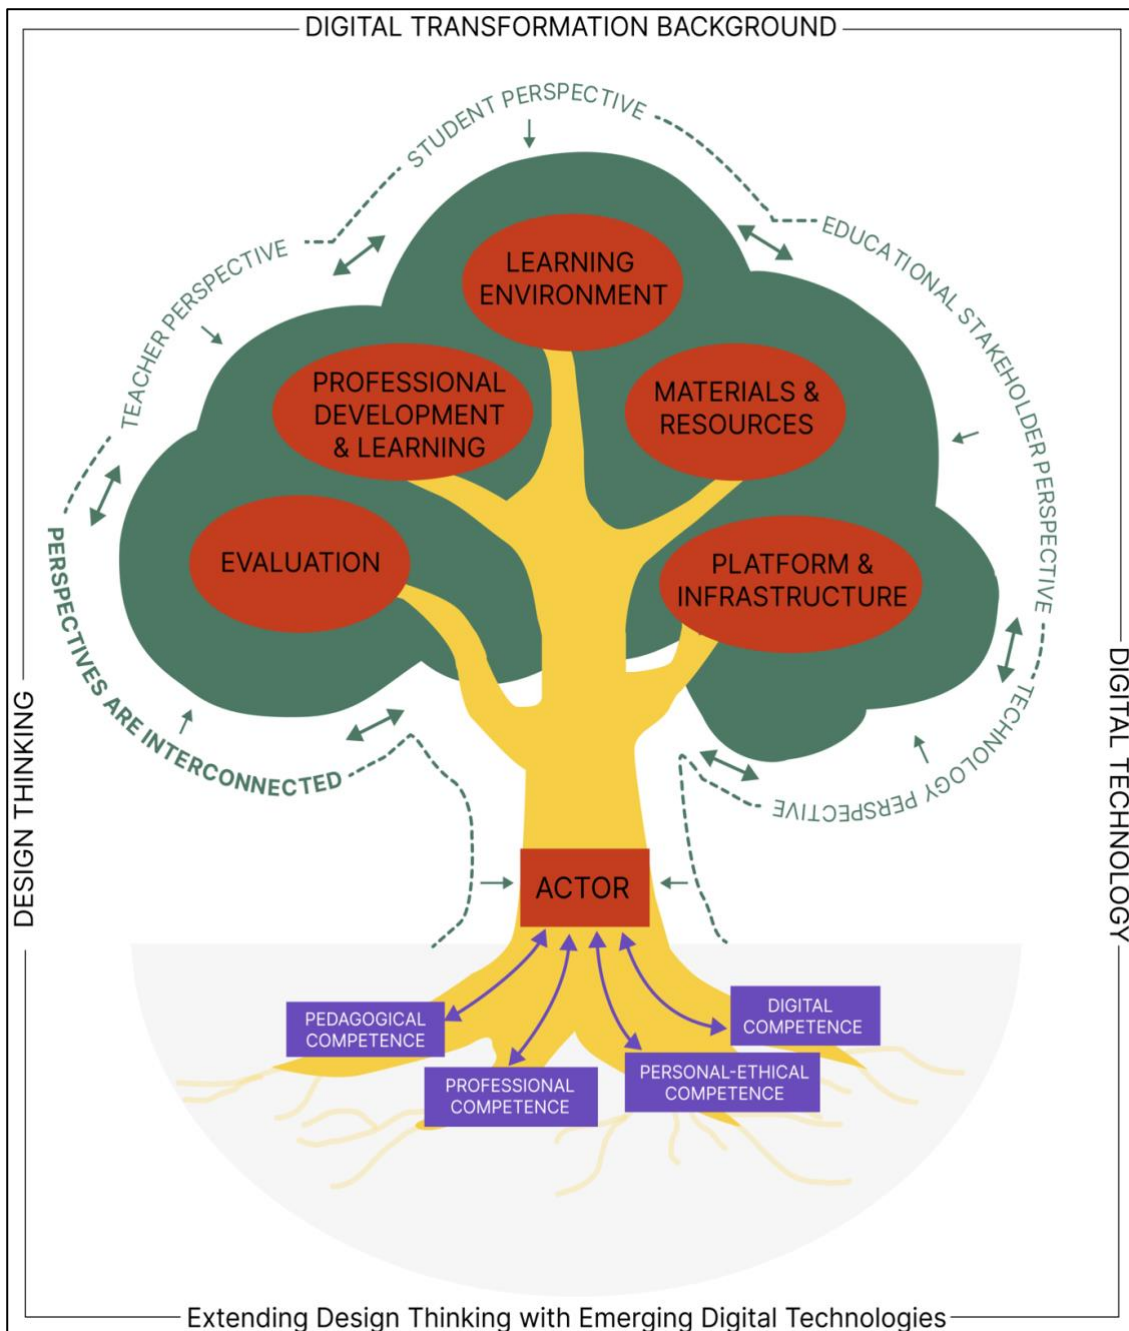 DIGITAL TRANSFORMATION BACKGROUND
STUDENT PERSPECTIVE
TEACHER PERSPECTIVE
EDUCATIONAL STAKEHOLDER PERSPECTIVE
LEARNING
ENVIRONMENT
PROFESSIONAL
DEVELOPMENT
& LEARNING
MATERIALS &
RESOURCES
EVALUATION
PLATFORM &
INFRASTRUCTURE
PERSPECTIVES ARE INTERCONNECTED
TECHNOLOGY PERSPECTIVE
DESIGN THINKING
DIGITAL TECHNOLOGY
ACTOR
PEDAGOGICAL
COMPETENCE
PROFESSIONAL
COMPETENCE
PERSONAL-ETHICAL
COMPETENCE
DIGITAL
COMPETENCE
Extending Design Thinking with Emerging Digital Technologies